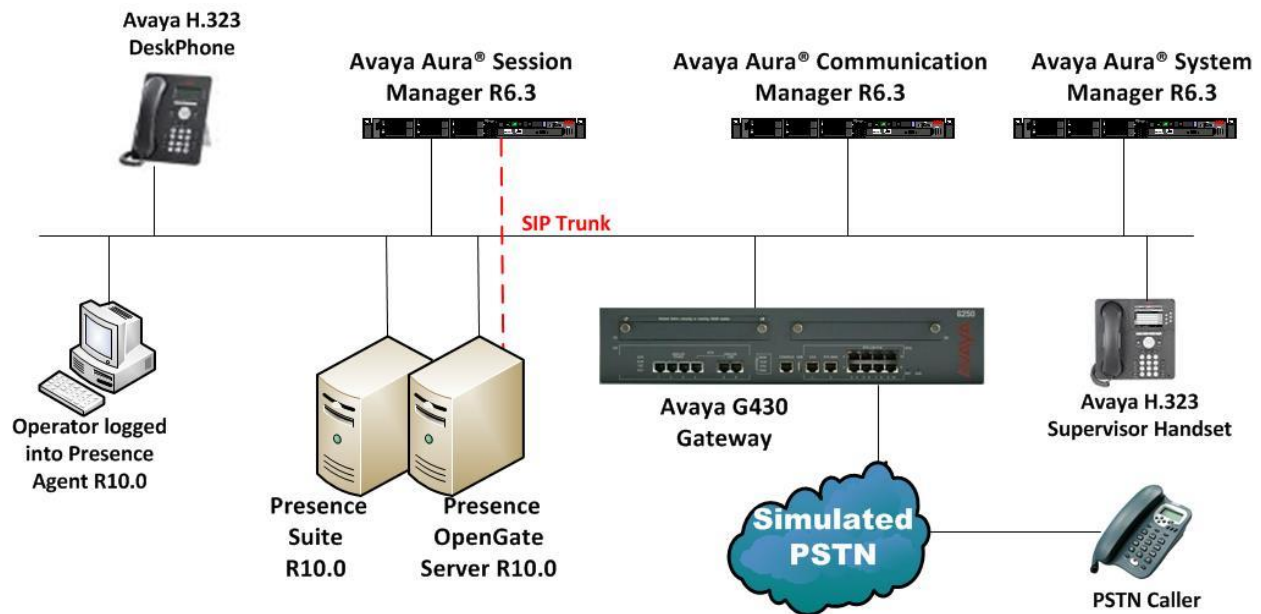 Avaya H.323
DeskPhone
Avaya Aura® Session
Manager R6.3
Avaya Aura® Communication
Manager R6.3
Avaya Aura® System
Manager R6.3
SIP Trunk
Operator logged
into Presence
Agent R10.0
Presence
Suite
R10.0
Presence
OpenGate
Server R10.0
AVAYA
Avaya G430
Gateway
Avaya H.323
Supervisor Handset
Simulated
PSTN
PSTN Caller